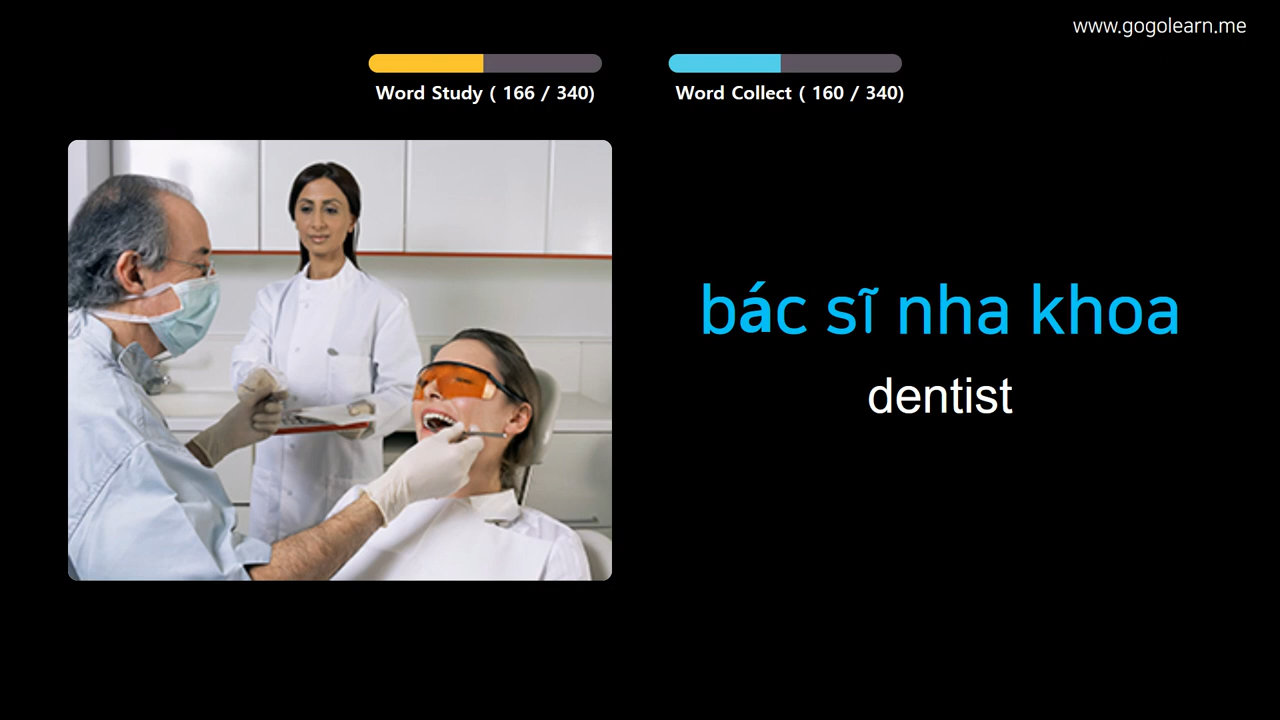 www.gogolearn.me
Word Study ( 166 / 340)
Word Collect ( 160 / 340)
bác sĩ nha khoa
dentist